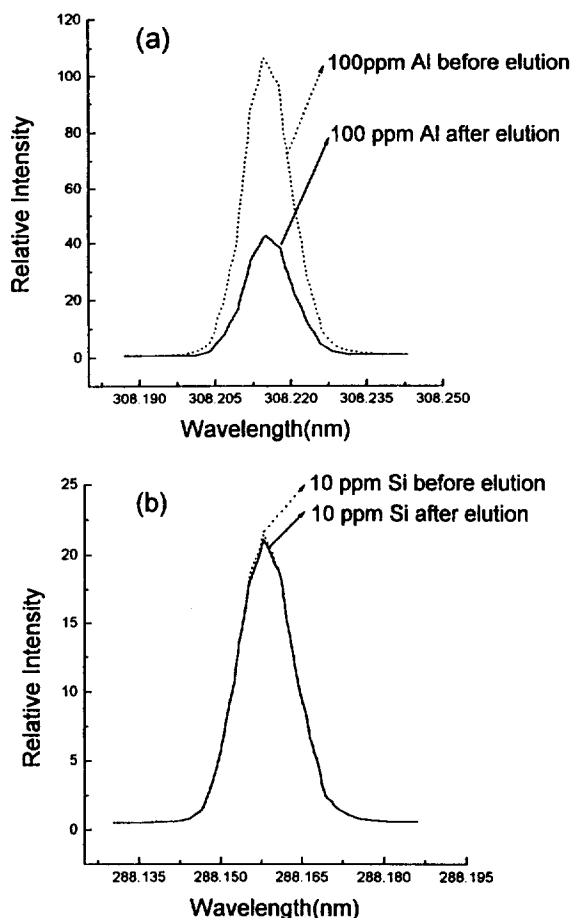 (a)
120
100
80
60
40
20
0
100ppm Al before elution
100 ppm Al after elution
Relative Intensity
308.190 308.205 308.220 308.235 308.250
Wavelength(nm)
(b)
25
20
15
10
5
0
10 ppm Si before elution
10 ppm Si after elution
Relative Intensity
288.135 288.150 288.165 288.180 288.195
Wavelength(nm)